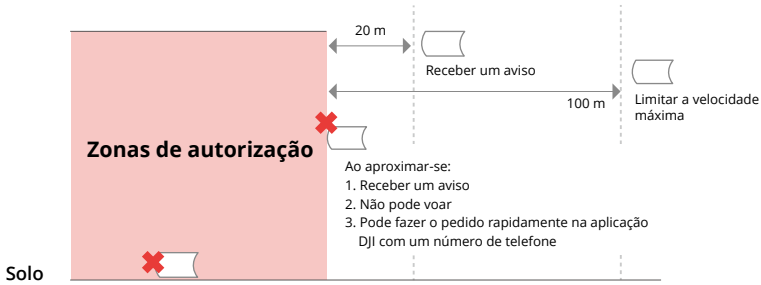 20 m
Receber um aviso
100 m
Limitar a velocidade
máxima
Zonas de autorização
Ao aproximar-se:
1. Receber um aviso
2. Não pode voar
3. Pode fazer o pedido rapidamente na aplicação
DJI com um número de telefone
Solo